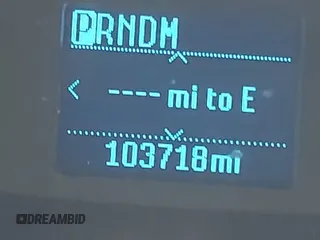 PRNDM
---- mi to E
103718mi
DREAMBID